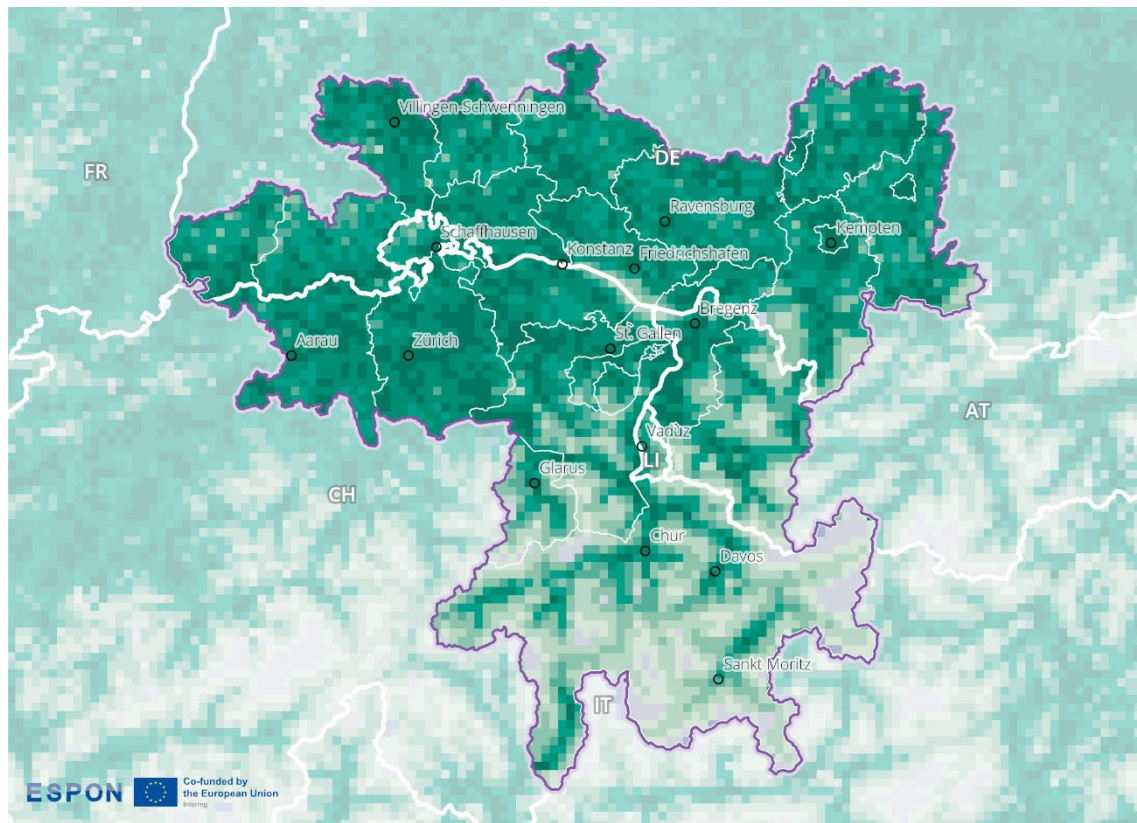 Villingen-Schwenningen
DE
FR
Ravensburg
Schaffhausen
Kempten
Konstanz
Friedrichshafen
Bregenz
St. Gallen
Aarau
Zürich
AT
Vaduz
LI
Glarus
CH
Chur
Davos
Sankt Moritz
IT
ESPON
Co-funded by
the European Union
Interreg